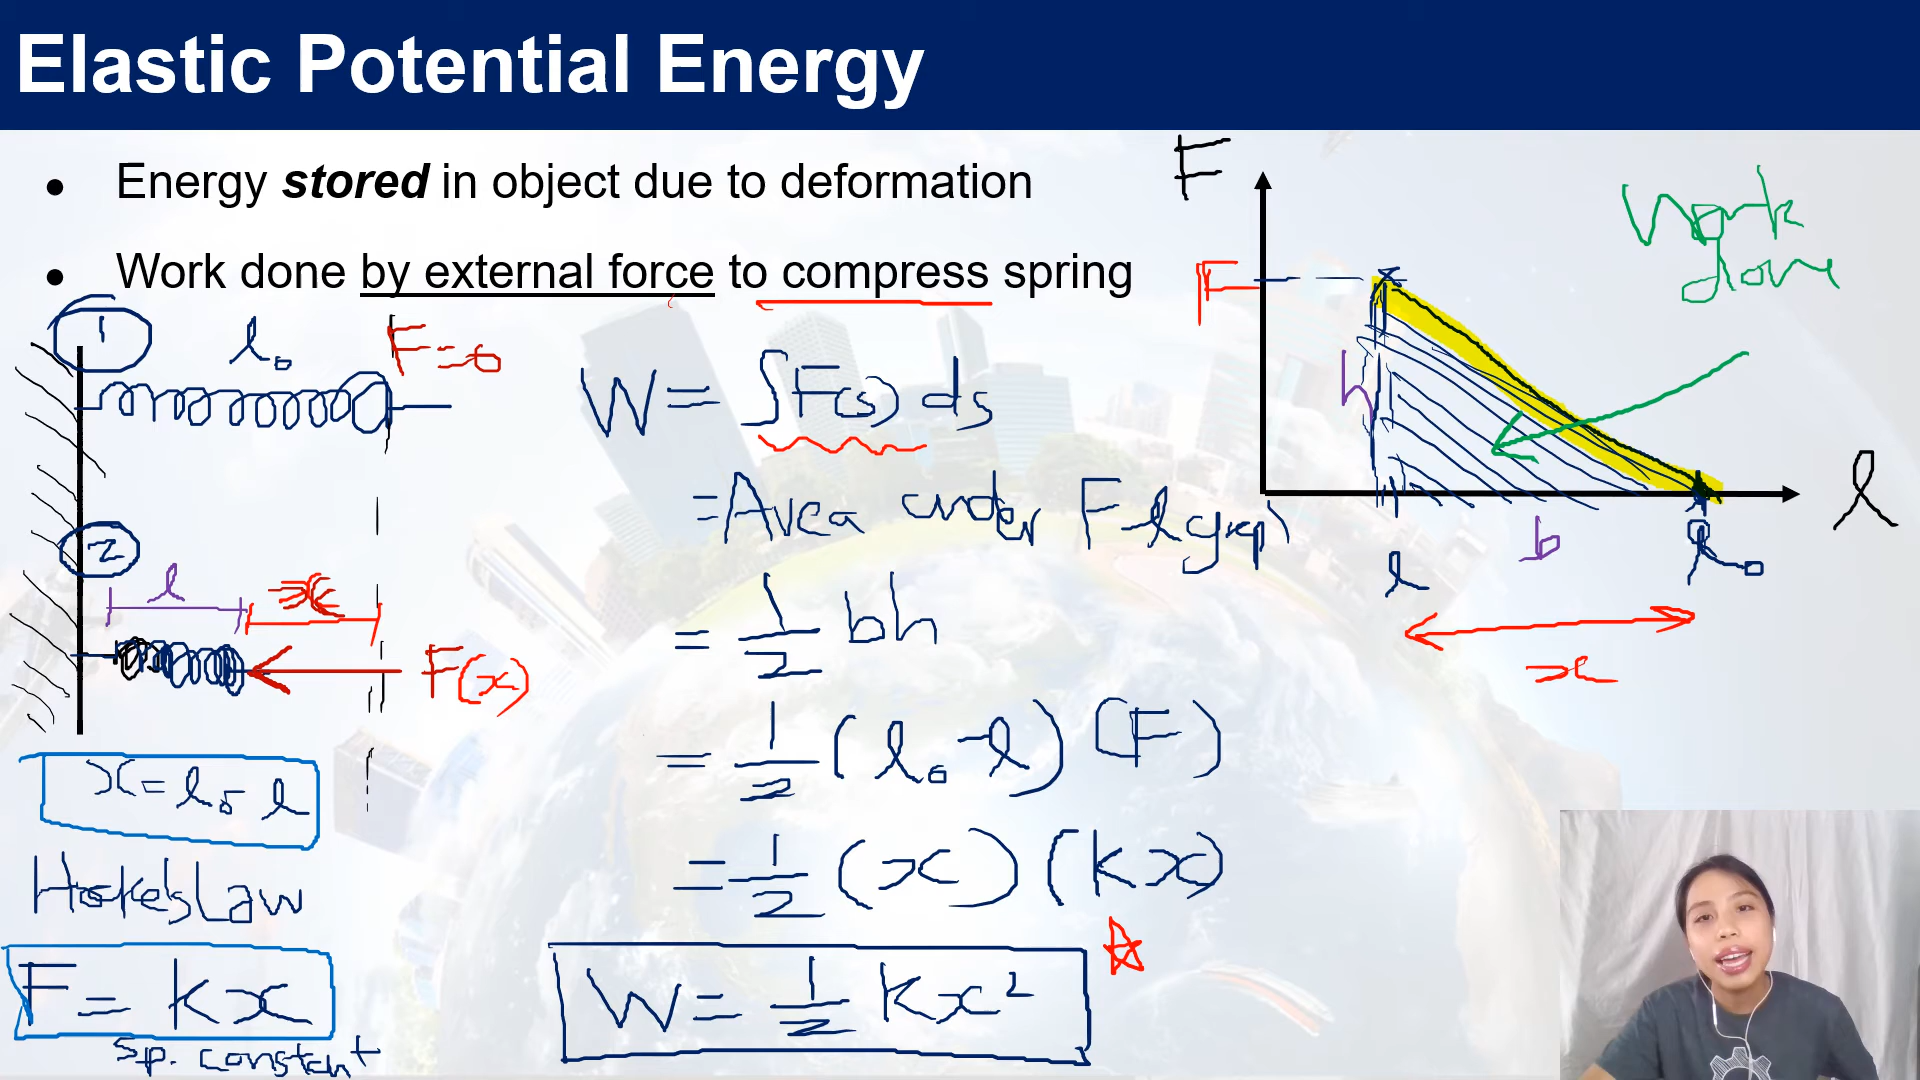 Elastic Potential Energy
• Energy stored in object due to deformation
• Work done by external force to compress spring
1
l₀
F=0
2
l
x
F(x)
x = l₀ - l
Hooke's Law
F = kx
sp. constant
W = ∫F(s) ds
= Area under F l graph
= 1/2 bh
= 1/2 (l₀ - l) (F)
= 1/2 (x) (kx)
W = 1/2 kx²
F
Work
done
F
h
l
b
l₀
l
x